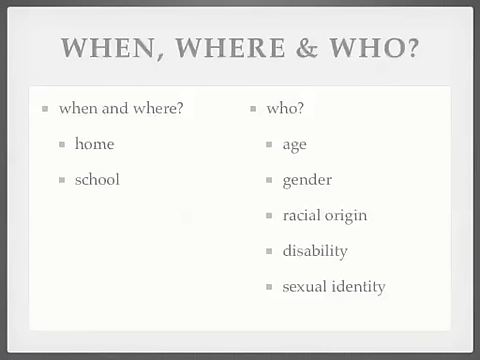 WHEN, WHERE & WHO?
when and where?
home
school
who?
age
gender
racial origin
disability
sexual identity